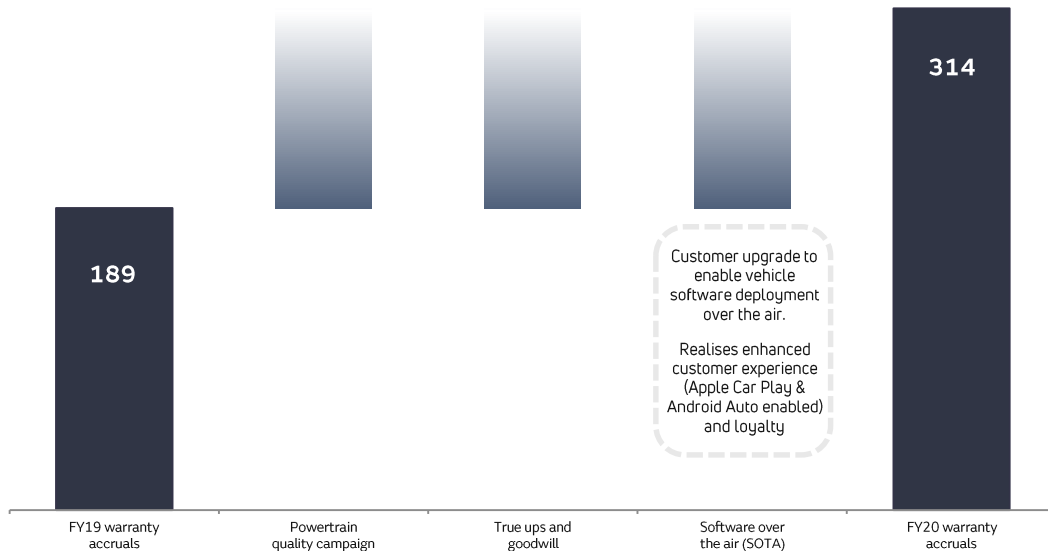 314
189
Customer upgrade to
enable vehicle
software deployment
over the air.
Realises enhanced
customer experience
(Apple Car Play &
Android Auto enabled)
and loyalty
FY19 warranty
accruals
Powertrain
quality campaign
True ups and
goodwill
Software over
the air (SOTA)
FY20 warranty
accruals